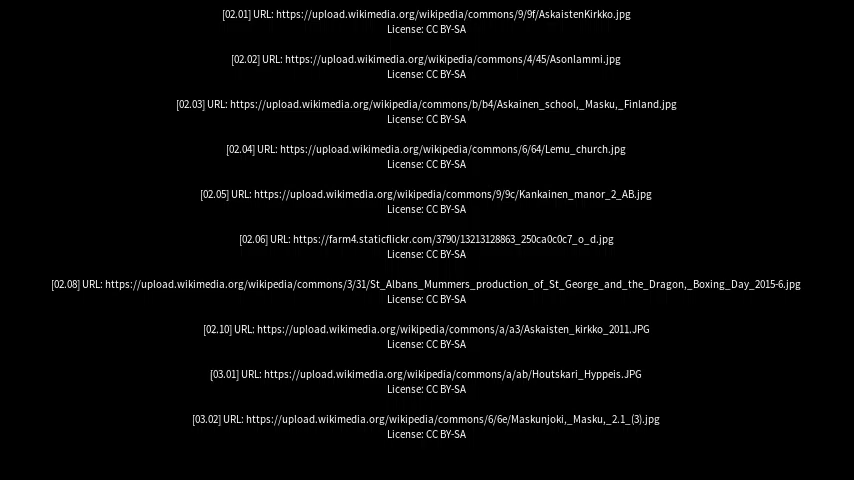 [02.01] URL: https://upload.wikimedia.org/wikipedia/commons/9/9f/AskaistenKirkko.jpg
License: CC BY-SA
[02.02] URL: https://upload.wikimedia.org/wikipedia/commons/4/45/Asonlammi.jpg
License: CC BY-SA
[02.03] URL: https://upload.wikimedia.org/wikipedia/commons/b/b4/Askainen_school,_Masku,_Finland.jpg
License: CC BY-SA
[02.04] URL: https://upload.wikimedia.org/wikipedia/commons/6/64/Lemu_church.jpg
License: CC BY-SA
[02.05] URL: https://upload.wikimedia.org/wikipedia/commons/9/9c/Kankainen_manor_2_AB.jpg
License: CC BY-SA
[02.06] URL: https://farm4.staticflickr.com/3790/13213128863_250ca0c0c7_o_d.jpg
License: CC BY-SA
[02.08] URL: https://upload.wikimedia.org/wikipedia/commons/3/31/St_Albans_Mummers_production_of_St_George_and_the_Dragon,_Boxing_Day_2015-6.jpg
License: CC BY-SA
[02.10] URL: https://upload.wikimedia.org/wikipedia/commons/a/a3/Askaisten_kirkko_2011.JPG
License: CC BY-SA
[03.01] URL: https://upload.wikimedia.org/wikipedia/commons/a/ab/Houtskari_Hyppeis.JPG
License: CC BY-SA
[03.02] URL: https://upload.wikimedia.org/wikipedia/commons/6/6e/Maskunjoki,_Masku,_2.1_(3).jpg
License: CC BY-SA